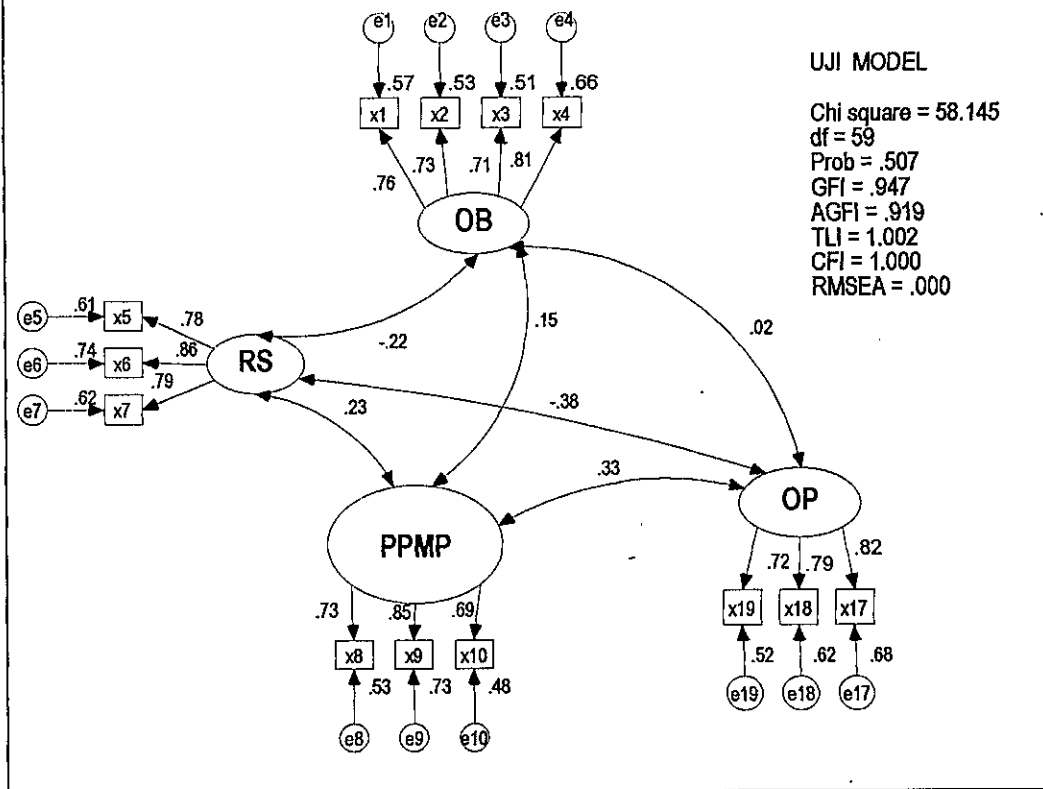 e1 e2 e3 e4
UJI MODEL
.57 .53 .51 .66
x1 x2 x3 x4
Chi square = 58.145
df = 59
Prob = .507
GFI = .947
AGFI = .919
TLI = 1.002
CFI = 1.000
RMSEA = .000
.76 .73 .71 .81
OB
e5 .61 x5 .78
e6 .74 x6 .86
e7 .62 x7 .79
RS
-.22
.15
.02
.23
-.38
.33
PPMP
OP
.73 .85 .69
x8 x9 x10
.53 .73 .48
e8 e9 e10
.72 .79 .82
x19 x18 x17
.52 .62 .68
e19 e18 e17